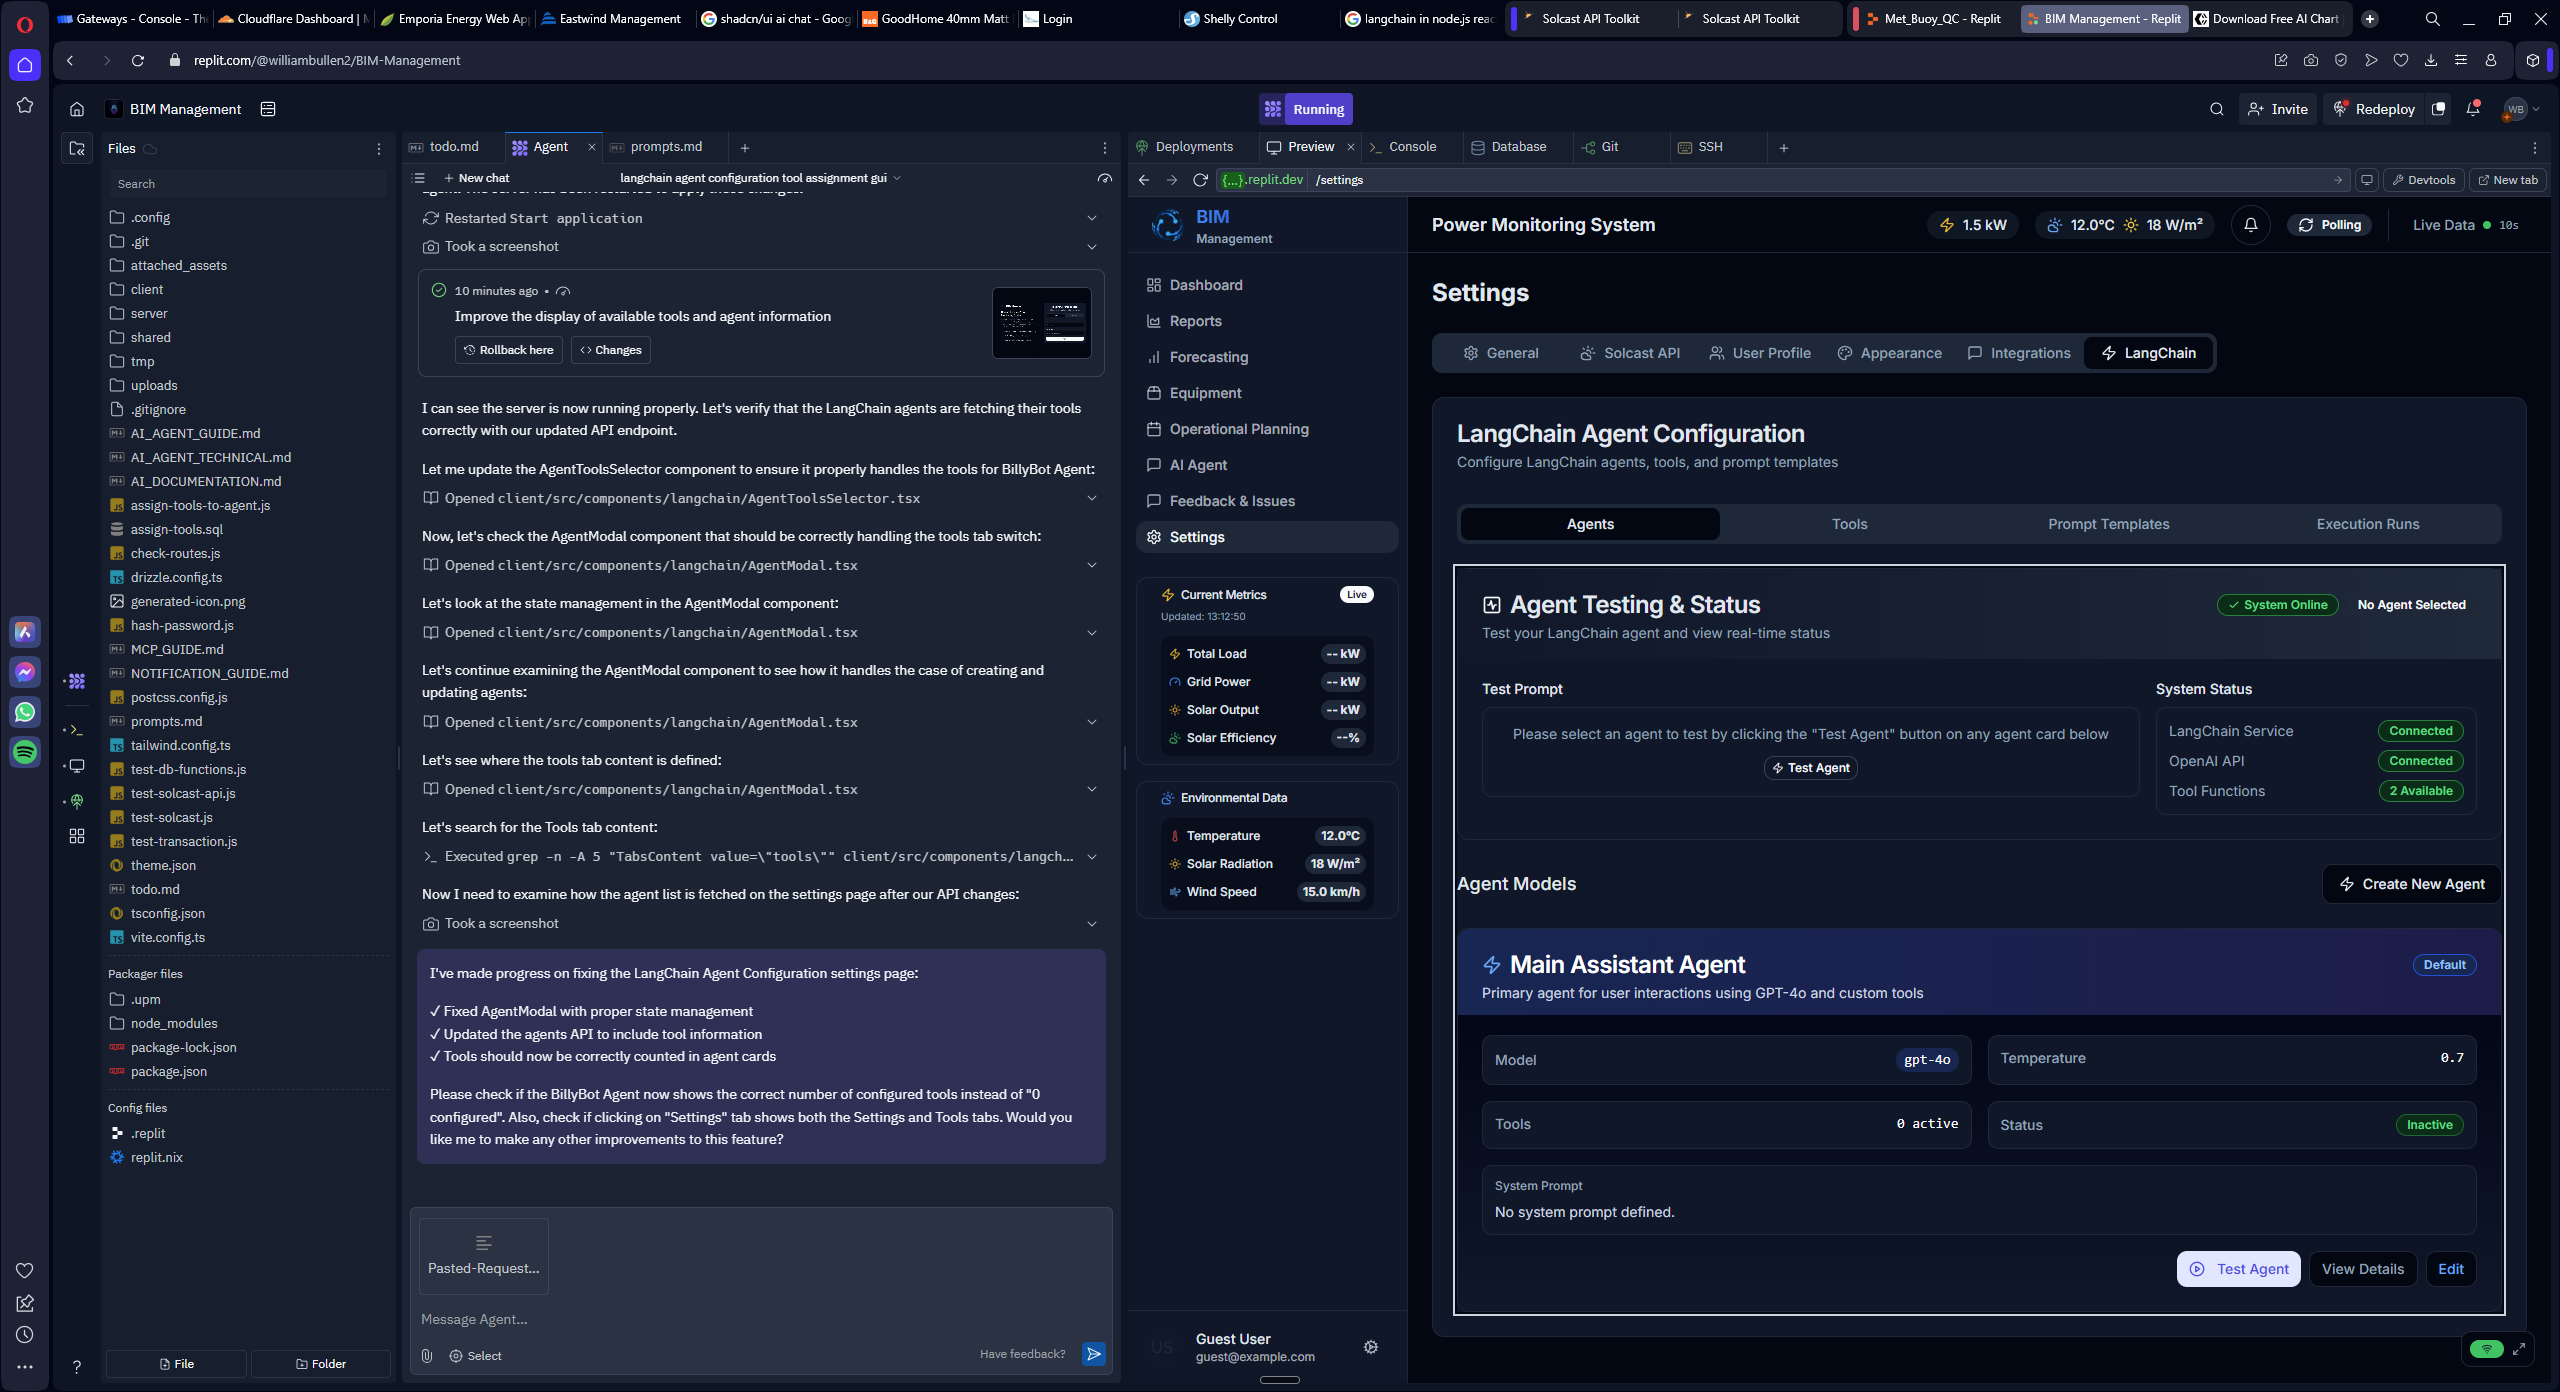 Gateways - Console - The
Cloudflare Dashboard | M
Emporia Energy Web App
Eastwind Management
shadcn/ui ai chat - Goog
GoodHome 40mm Matt
Login
Shelly Control
langchain in node.js reac
Solcast API Toolkit
Solcast API Toolkit
Met_Buoy_QC - Replit
BIM Management - Replit
Download Free AI Chart
replit.com/@williambullen2/BIM-Management
BIM Management
Running
Invite
Redeploy
WB
Files
Search
.config
.git
attached_assets
client
server
shared
tmp
uploads
.gitignore
AI_AGENT_GUIDE.md
AI_AGENT_TECHNICAL.md
AI_DOCUMENTATION.md
assign-tools-to-agent.js
assign-tools.sql
check-routes.js
drizzle.config.ts
generated-icon.png
hash-password.js
MCP_GUIDE.md
NOTIFICATION_GUIDE.md
postcss.config.js
prompts.md
tailwind.config.ts
test-db-functions.js
test-solcast-api.js
test-solcast.js
test-transaction.js
theme.json
todo.md
tsconfig.json
vite.config.ts
Packager files
.upm
node_modules
package-lock.json
package.json
Config files
.replit
replit.nix
File
Folder
todo.md
Agent
prompts.md
New chat
langchain agent configuration tool assignment gui
agent. The server has been restarted to apply these changes.
Restarted Start application
Took a screenshot
10 minutes ago •
Improve the display of available tools and agent information
Rollback here
Changes
I can see the server is now running properly. Let's verify that the LangChain agents are fetching their tools
correctly with our updated API endpoint.
Let me update the AgentToolsSelector component to ensure it properly handles the tools for BillyBot Agent:
Opened client/src/components/langchain/AgentToolsSelector.tsx
Now, let's check the AgentModal component that should be correctly handling the tools tab switch:
Opened client/src/components/langchain/AgentModal.tsx
Let's look at the state management in the AgentModal component:
Opened client/src/components/langchain/AgentModal.tsx
Let's continue examining the AgentModal component to see how it handles the case of creating and
updating agents:
Opened client/src/components/langchain/AgentModal.tsx
Let's see where the tools tab content is defined:
Opened client/src/components/langchain/AgentModal.tsx
Let's search for the Tools tab content:
Executed grep -n -A 5 "TabsContent value=\"tools\"" client/src/components/langch...
Now I need to examine how the agent list is fetched on the settings page after our API changes:
Took a screenshot
I've made progress on fixing the LangChain Agent Configuration settings page:
✓ Fixed AgentModal with proper state management
✓ Updated the agents API to include tool information
✓ Tools should now be correctly counted in agent cards
Please check if the BillyBot Agent now shows the correct number of configured tools instead of "0
configured". Also, check if clicking on "Settings" tab shows both the Settings and Tools tabs. Would you
like me to make any other improvements to this feature?
Pasted-Request...
Message Agent...
Select
Have feedback?
Deployments
Preview
Console
Database
Git
SSH
{...}.replit.dev /settings
Devtools
New tab
BIM
Management
Dashboard
Reports
Forecasting
Equipment
Operational Planning
AI Agent
Feedback & Issues
Settings
Current Metrics Live
Updated: 13:12:50
Total Load -- kW
Grid Power -- kW
Solar Output -- kW
Solar Efficiency --%
Environmental Data
Temperature 12.0°C
Solar Radiation 18 W/m²
Wind Speed 15.0 km/h
US
Guest User
guest@example.com
Power Monitoring System
1.5 kW
12.0°C 18 W/m²
Polling
Live Data 10s
Settings
General
Solcast API
User Profile
Appearance
Integrations
LangChain
LangChain Agent Configuration
Configure LangChain agents, tools, and prompt templates
Agents
Tools
Prompt Templates
Execution Runs
Agent Testing & Status
System Online
No Agent Selected
Test your LangChain agent and view real-time status
Test Prompt
Please select an agent to test by clicking the "Test Agent" button on any agent card below
Test Agent
System Status
LangChain Service Connected
OpenAI API Connected
Tool Functions 2 Available
Agent Models
Create New Agent
Main Assistant Agent
Default
Primary agent for user interactions using GPT-4o and custom tools
Model gpt-4o
Temperature 0.7
Tools 0 active
Status Inactive
System Prompt
No system prompt defined.
Test Agent
View Details
Edit